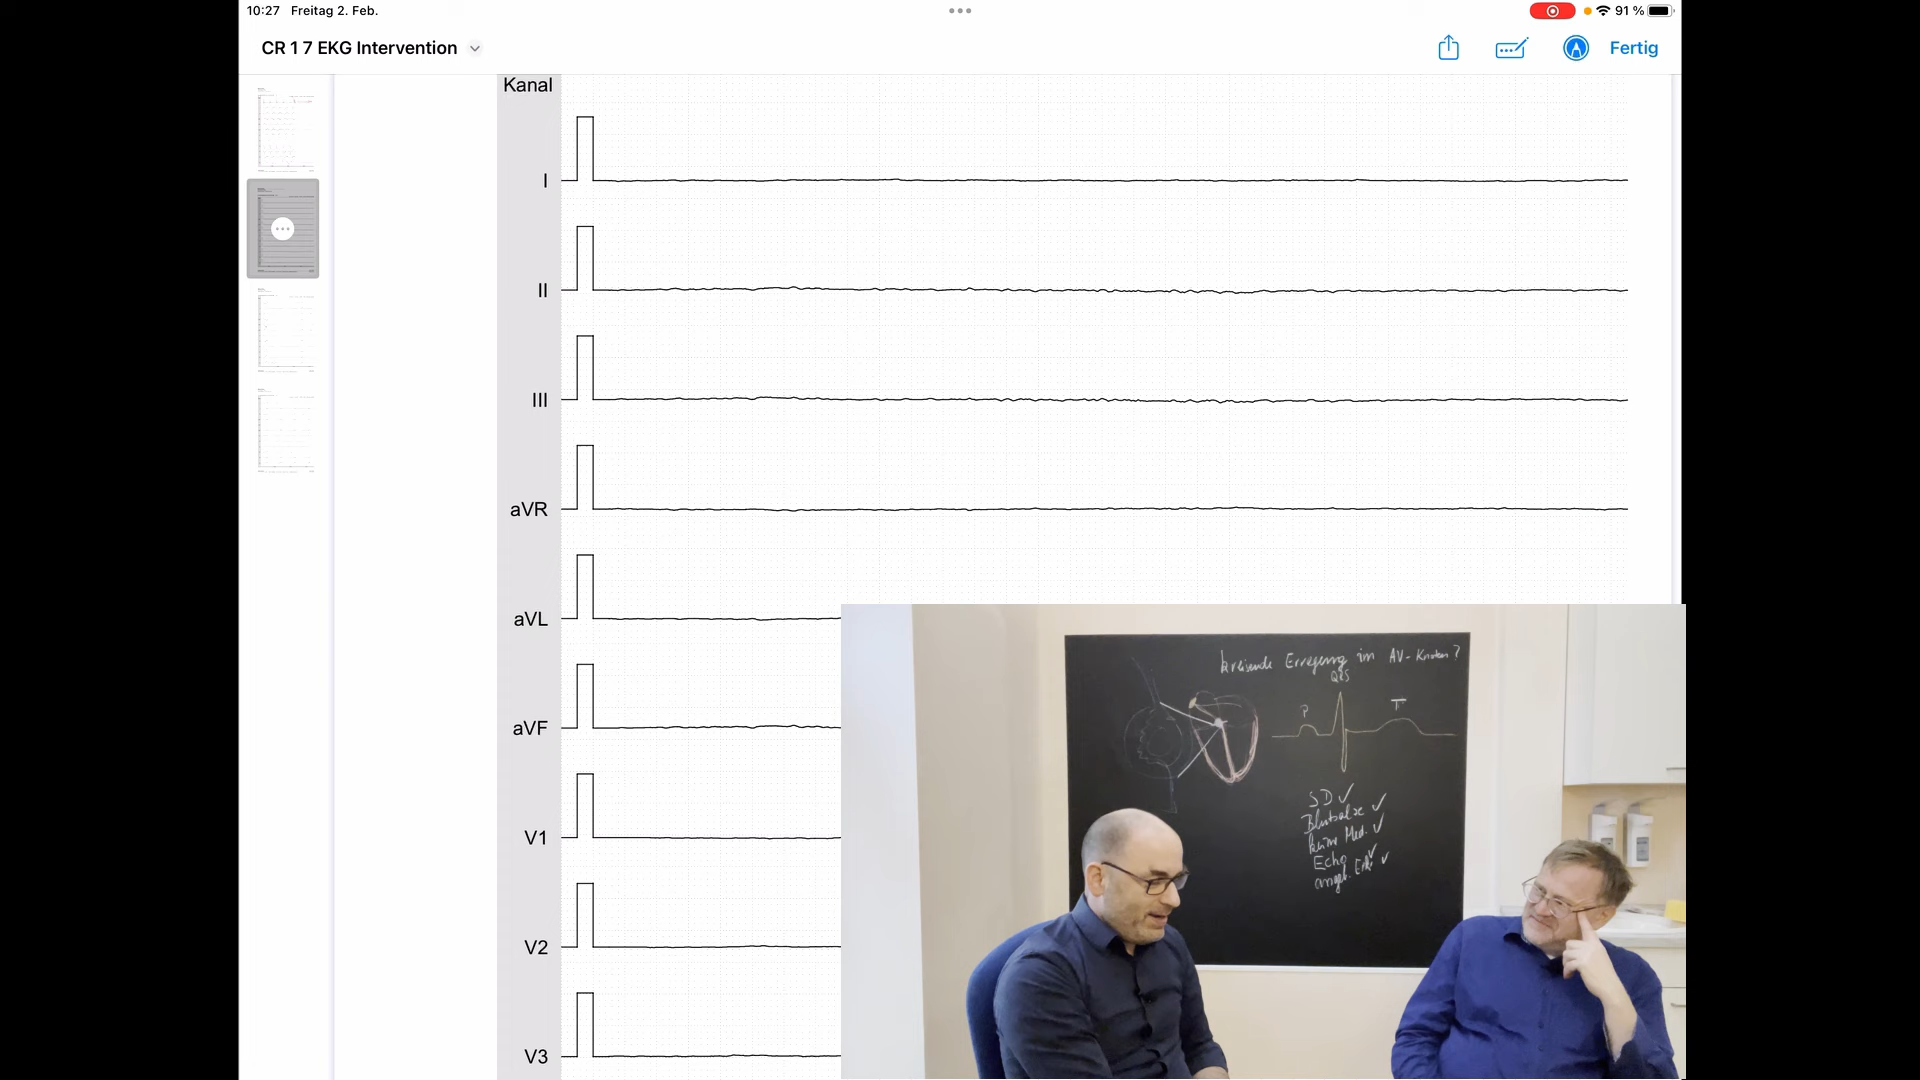 10:27 Freitag 2. Feb.
91 %
CR 1 7 EKG Intervention
Fertig
Kanal
I
II
III
aVR
aVL
aVF
V1
V2
V3
kreisende Erregung im AV-Knoten?
QRS
P
T
SD ✓
Blutsalze ✓
keine Med. ✓
Echo ✓
angeb. ✓